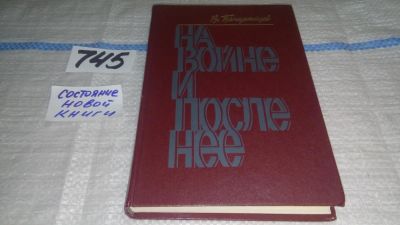 745
СОСТОЯНИЕ
НОВОЙ
КНИГИ
НА
ВОЙНЕ
И
ПОСЛЕ
НЕЕ